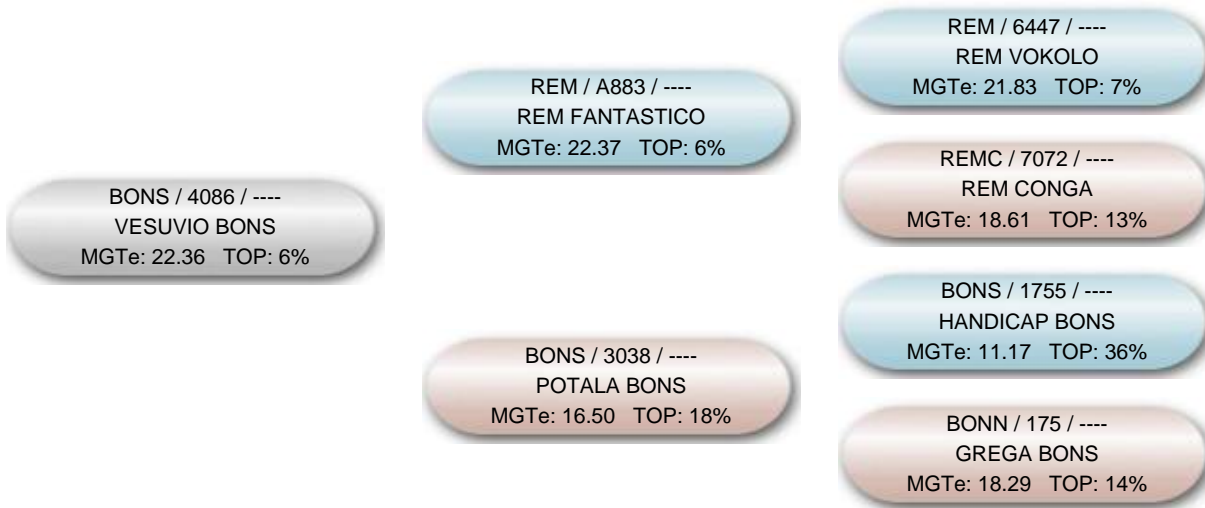 BONS / 4086 / ----
VESUVIO BONS
MGTe: 22.36 TOP: 6%
REM / A883 / ----
REM FANTASTICO
MGTe: 22.37 TOP: 6%
BONS / 3038 / ----
POTALA BONS
MGTe: 16.50 TOP: 18%
REM / 6447 / ----
REM VOKOLO
MGTe: 21.83 TOP: 7%
REMC / 7072 / ----
REM CONGA
MGTe: 18.61 TOP: 13%
BONS / 1755 / ----
HANDICAP BONS
MGTe: 11.17 TOP: 36%
BONN / 175 / ----
GREGA BONS
MGTe: 18.29 TOP: 14%